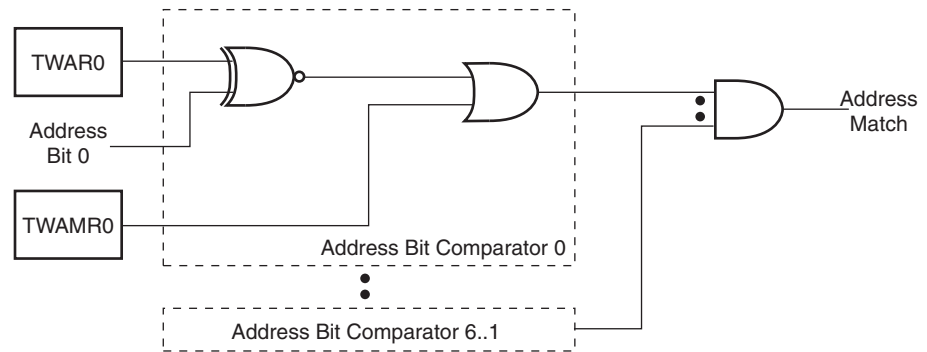 TWAR0
Address
Bit 0
TWAMR0
Address Bit Comparator 0
Address Bit Comparator 6..1
Address
Match